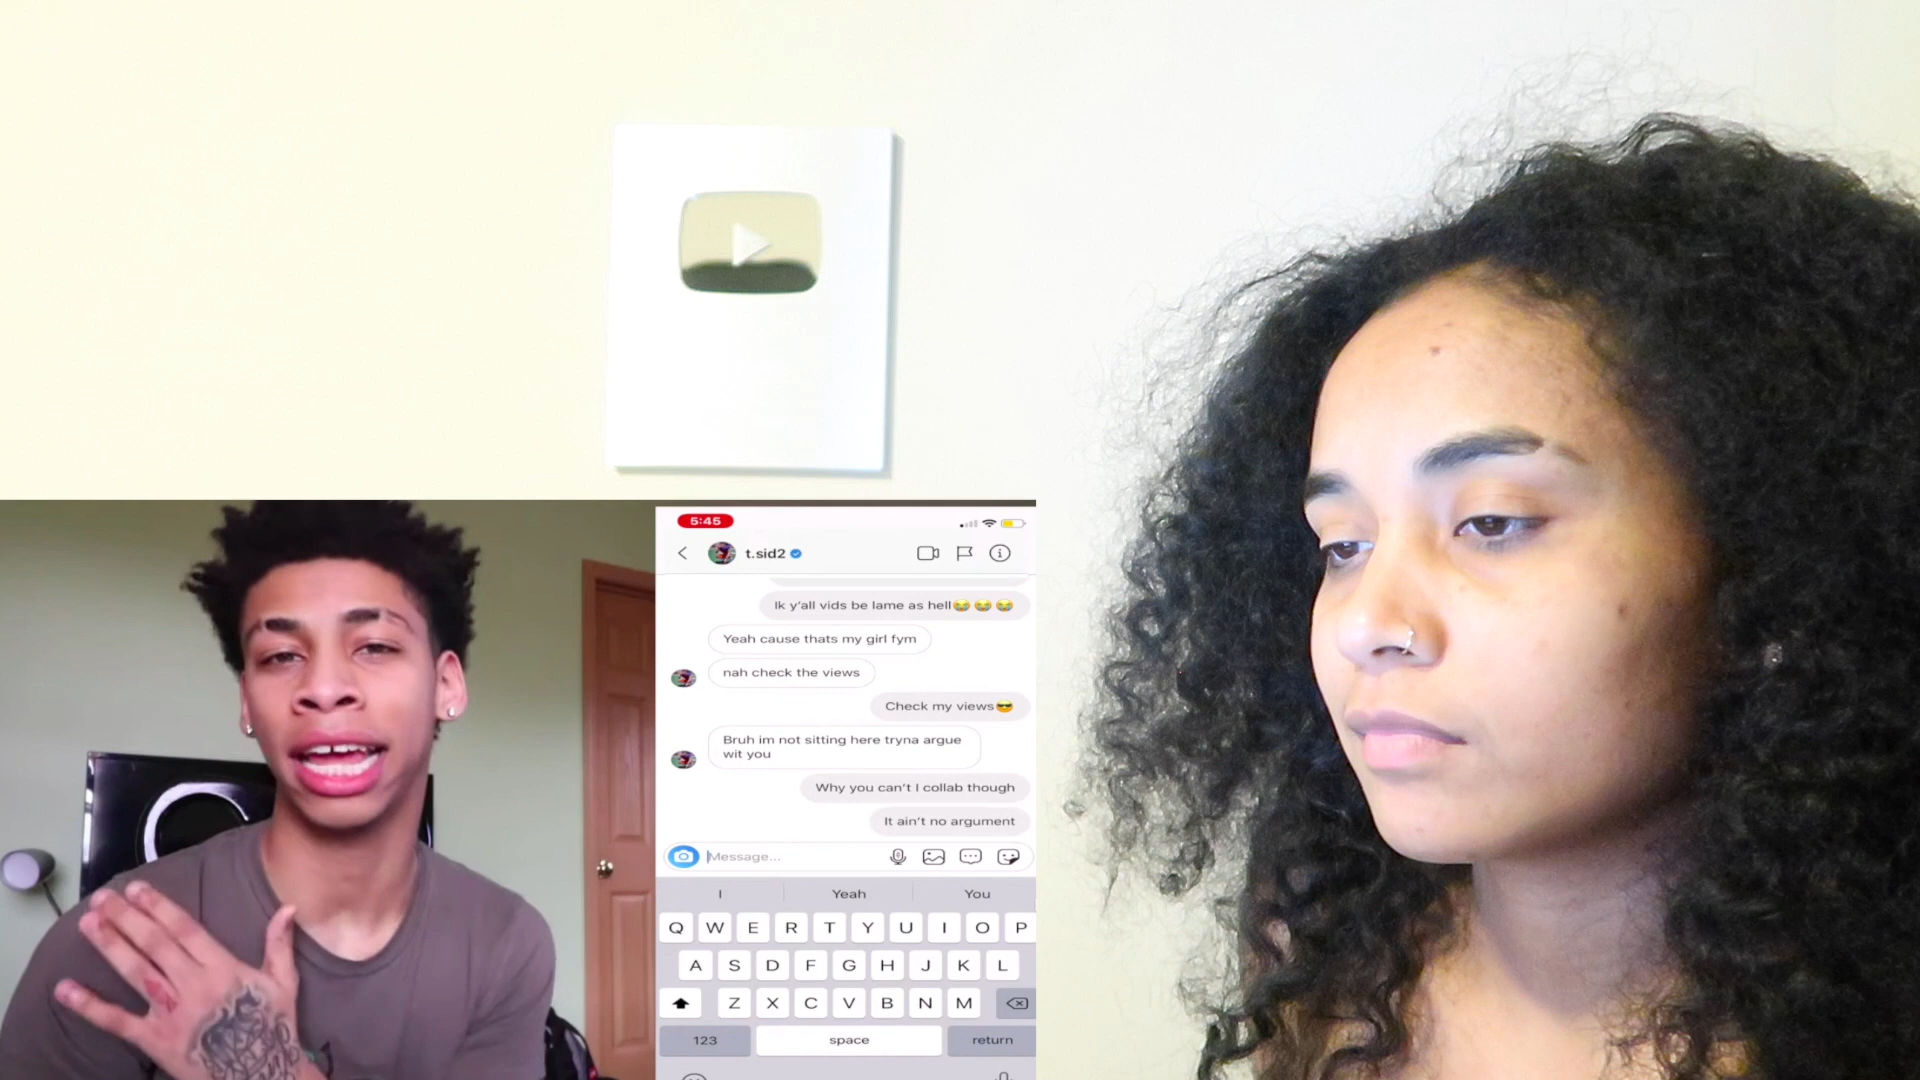 5:45
t.sid2
Ik y'all vids be lame as hell😂😂😂
Yeah cause thats my girl fym
nah check the views
Check my views😎
Bruh im not sitting here tryna argue
wit you
Why you can't I collab though
It ain't no argument
Message...
I Yeah You
Q W E R T Y U I O P
A S D F G H J K L
Z X C V B N M
123 space return